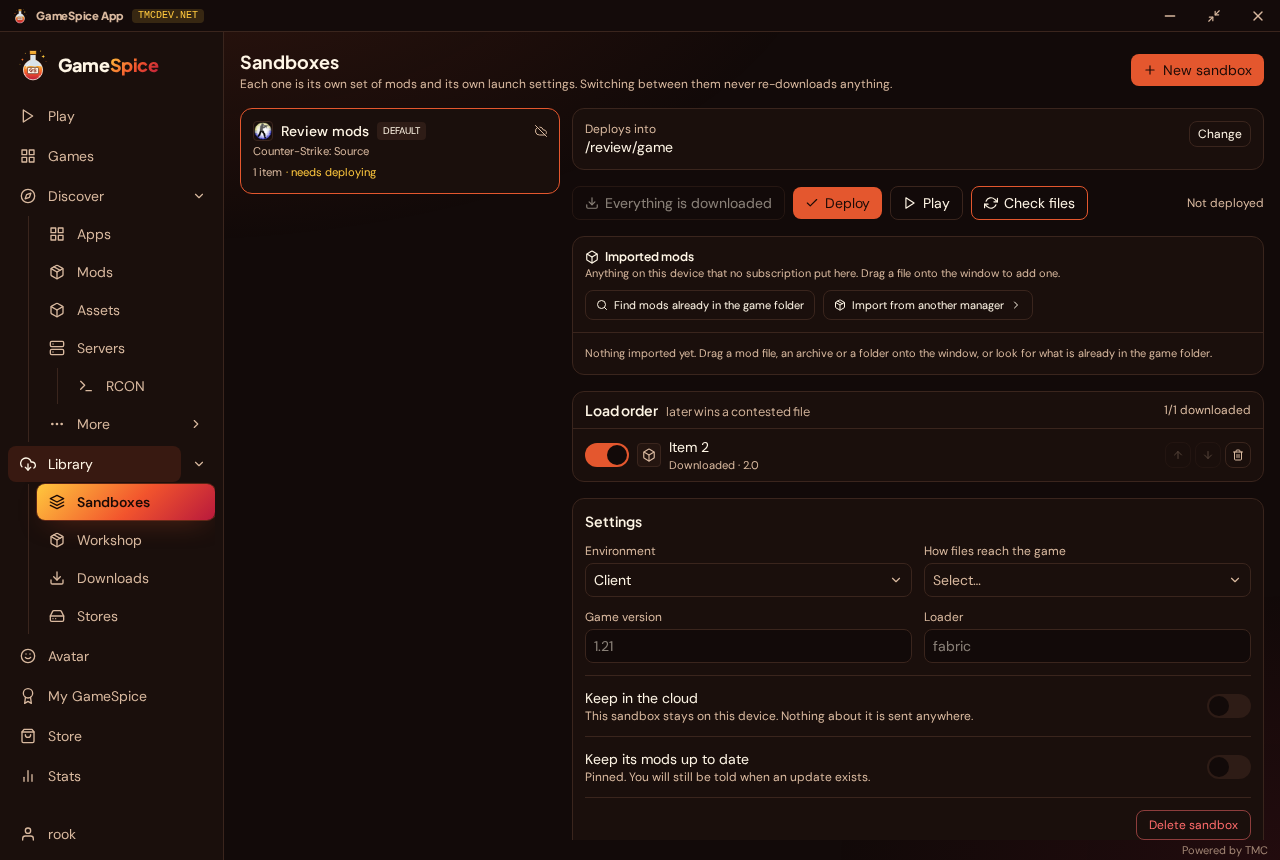 GameSpice App TMCDEV.NET
GameSpice
Play
Games
Discover
Apps
Mods
Assets
Servers
RCON
More
Library
Sandboxes
Workshop
Downloads
Stores
Avatar
My GameSpice
Store
Stats
rook
Sandboxes
Each one is its own set of mods and its own launch settings. Switching between them never re-downloads anything.
New sandbox
Review mods DEFAULT
Counter-Strike: Source
1 item · needs deploying
Deploys into
/review/game
Change
Everything is downloaded
Deploy
Play
Check files
Not deployed
Imported mods
Anything on this device that no subscription put here. Drag a file onto the window to add one.
Find mods already in the game folder
Import from another manager
Nothing imported yet. Drag a mod file, an archive or a folder onto the window, or look for what is already in the game folder.
Load order later wins a contested file
1/1 downloaded
Item 2
Downloaded · 2.0
Settings
Environment
Client
How files reach the game
Select...
Game version
1.21
Loader
fabric
Keep in the cloud
This sandbox stays on this device. Nothing about it is sent anywhere.
Keep its mods up to date
Pinned. You will still be told when an update exists.
Delete sandbox
Powered by TMC